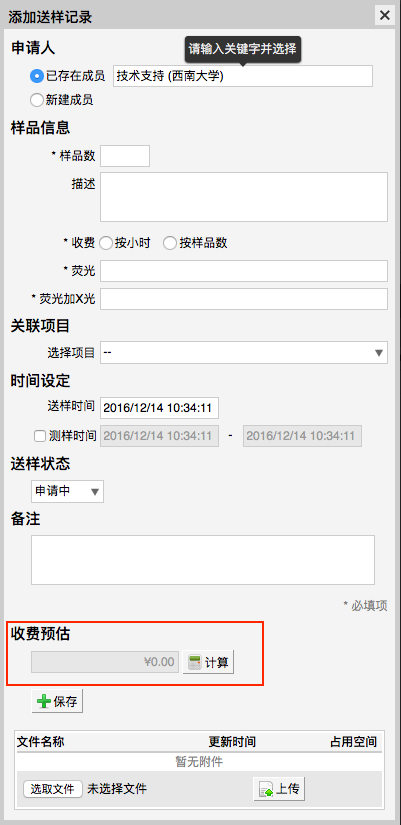 添加送样记录
申请人
请输入关键字并选择
已存在成员 技术支持 (西南大学)
新建成员
样品信息
* 样品数
描述
* 收费 按小时 按样品数
* 荧光
* 荧光加X光
关联项目
选择项目 --
时间设定
送样时间 2016/12/14 10:34:11
测样时间 2016/12/14 10:34:11 - 2016/12/14 10:34:11
送样状态
申请中
备注
* 必填项
收费预估
¥0.00 计算
保存
文件名称 更新时间 占用空间
暂无附件
选取文件 未选择文件 上传